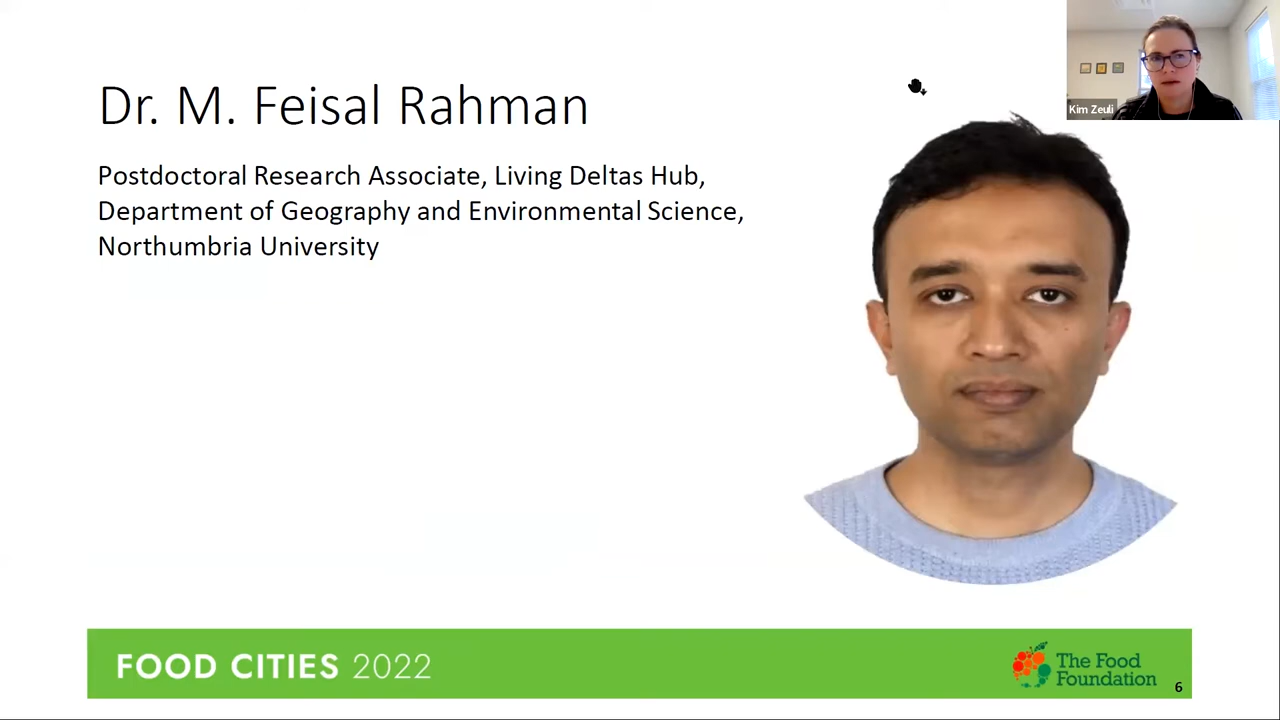 Dr. M. Feisal Rahman
Postdoctoral Research Associate, Living Deltas Hub,
Department of Geography and Environmental Science,
Northumbria University
Kim Zeuli
FOOD CITIES 2022
The Food
Foundation
6